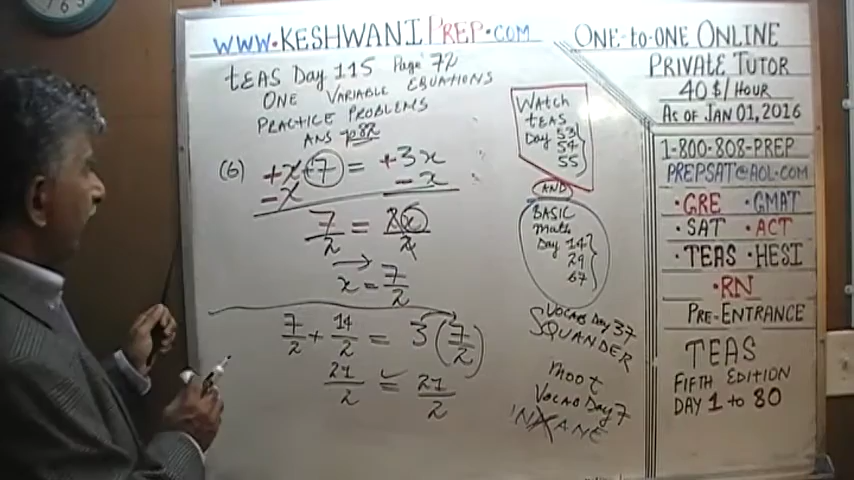 WWW.KESHWANI PREP.COM
TEAS Day 115 Page 72
ONE VARIABLE EQUATIONS
PRACTICE PROBLEMS
ANS p82
(6) +x+7 = +3x
-x -x
7/2 = 2x/2
→
x = 7/2
7/2 + 14/2 = 3(7/2)
21/2 = 21/2
WATCH
TEAS
Day 53
54
55
AND
BASIC
Math
Day 14
29
67
VOCAB Day 37
SQUANDER
moot
VOCAB Day 7
INXANE
ONE-to-ONE ONLINE
PRIVATE TUTOR
40 $/HOUR
As of JAN 01, 2016
1-800-808-PREP
PREPSAT@AOL.COM
•GRE •GMAT
•SAT •ACT
•TEAS •HESI
•RN
PRE-ENTRANCE
TEAS
FIFTH EDITION
DAY 1 to 80